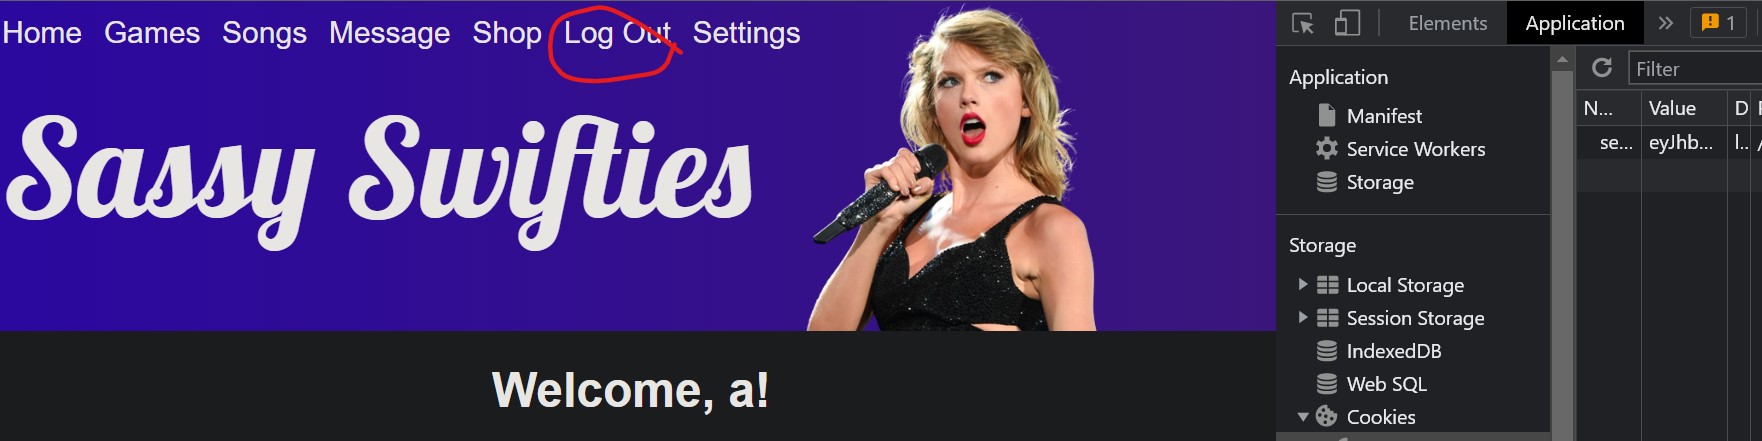 Home Games Songs Message Shop Log Out Settings
Sassy Swifties
Welcome, a!
Elements Application 1
Application
Manifest
Service Workers
Storage
Storage
Local Storage
Session Storage
IndexedDB
Web SQL
Cookies
Filter
N... Value D
se... eyJhb... l.. /